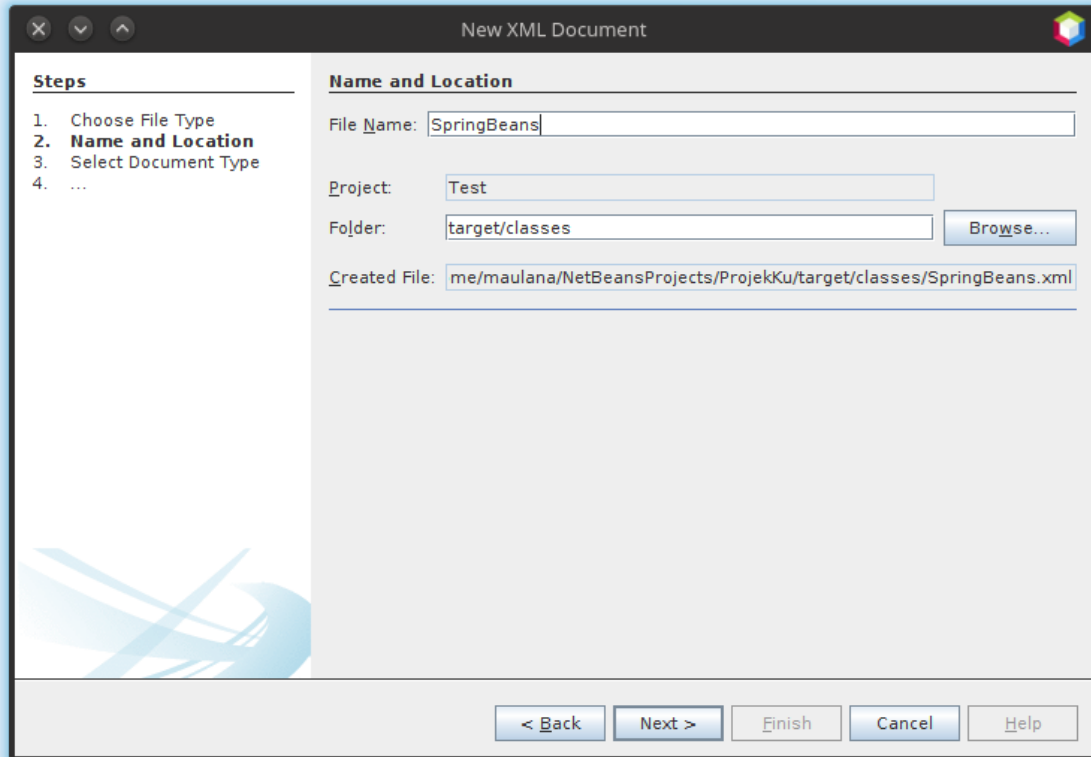 New XML Document
Steps
1. Choose File Type
2. Name and Location
3. Select Document Type
4. ...
Name and Location
File Name: SpringBeans
Project: Test
Folder: target/classes Browse...
Created File: me/maulana/NetBeansProjects/ProjekKu/target/classes/SpringBeans.xml
< Back Next > Finish Cancel Help